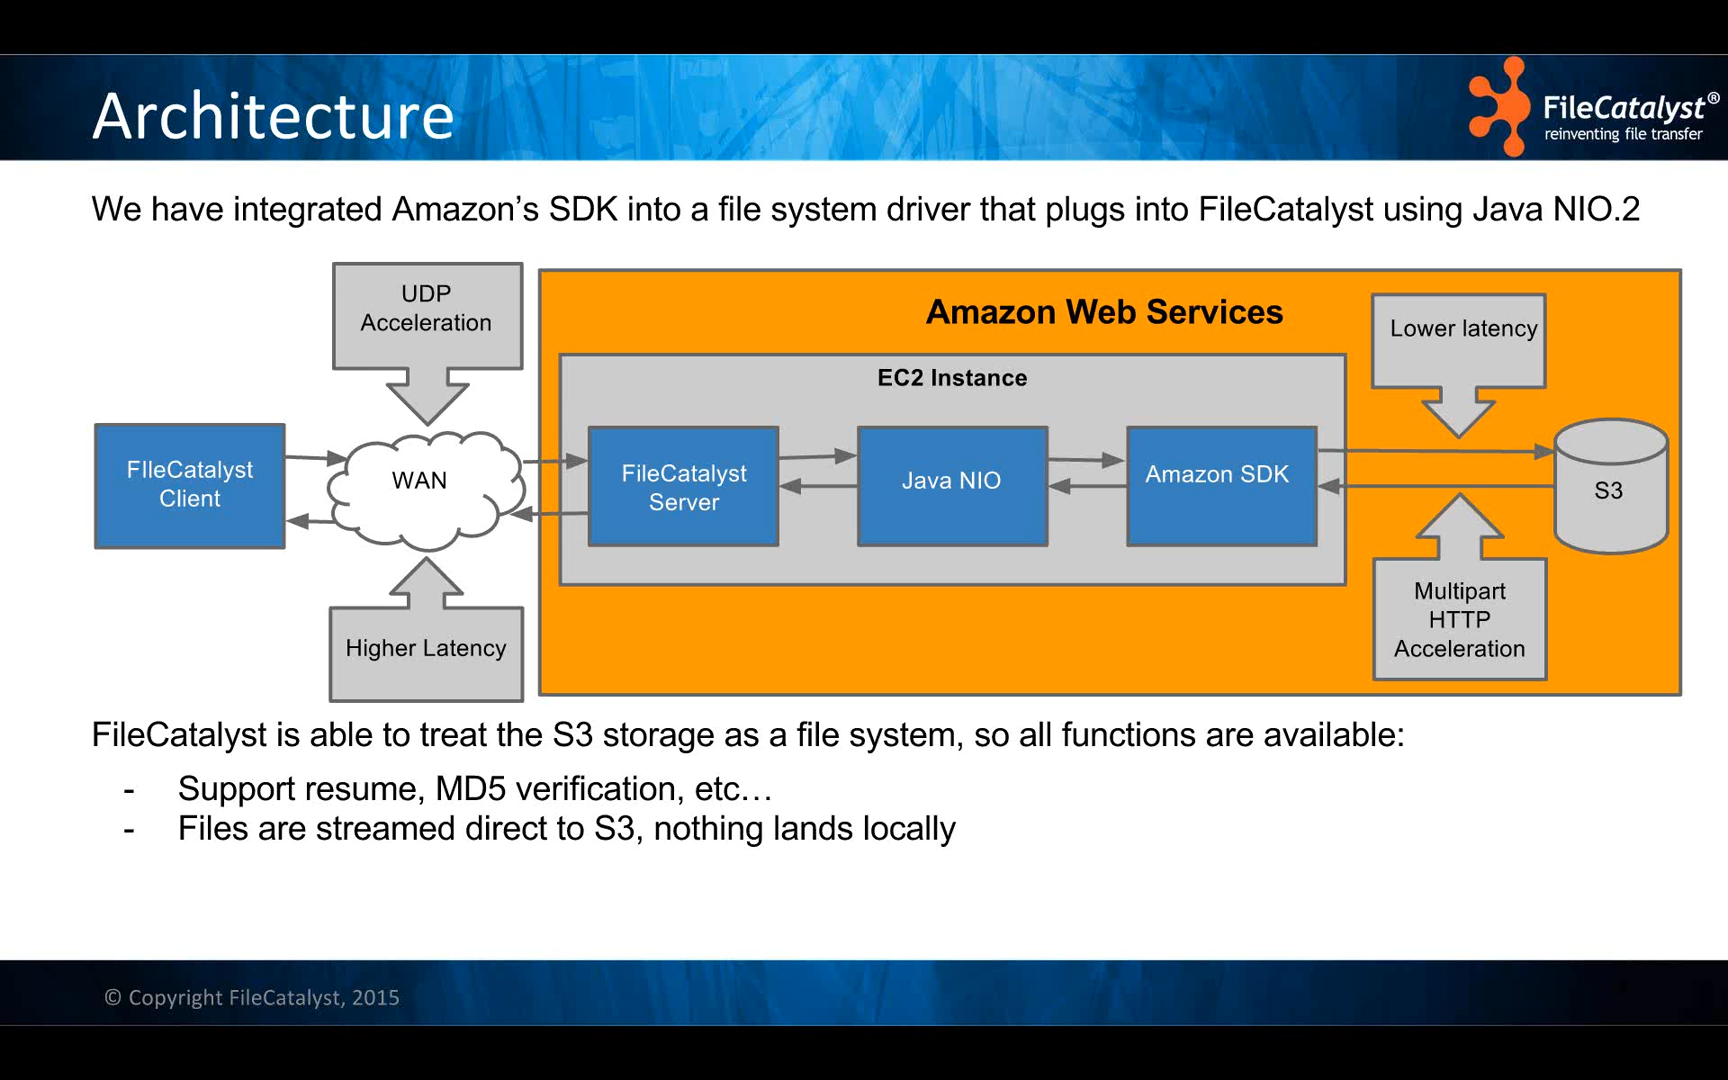 Architecture
FileCatalyst®
reinventing file transfer
We have integrated Amazon's SDK into a file system driver that plugs into FileCatalyst using Java NIO.2
UDP
Acceleration
Amazon Web Services
Lower latency
EC2 Instance
FIleCatalyst
Client
WAN
FileCatalyst
Server
Java NIO
Amazon SDK
S3
Higher Latency
Multipart
HTTP
Acceleration
FileCatalyst is able to treat the S3 storage as a file system, so all functions are available:
- Support resume, MD5 verification, etc…
- Files are streamed direct to S3, nothing lands locally
© Copyright FileCatalyst, 2015